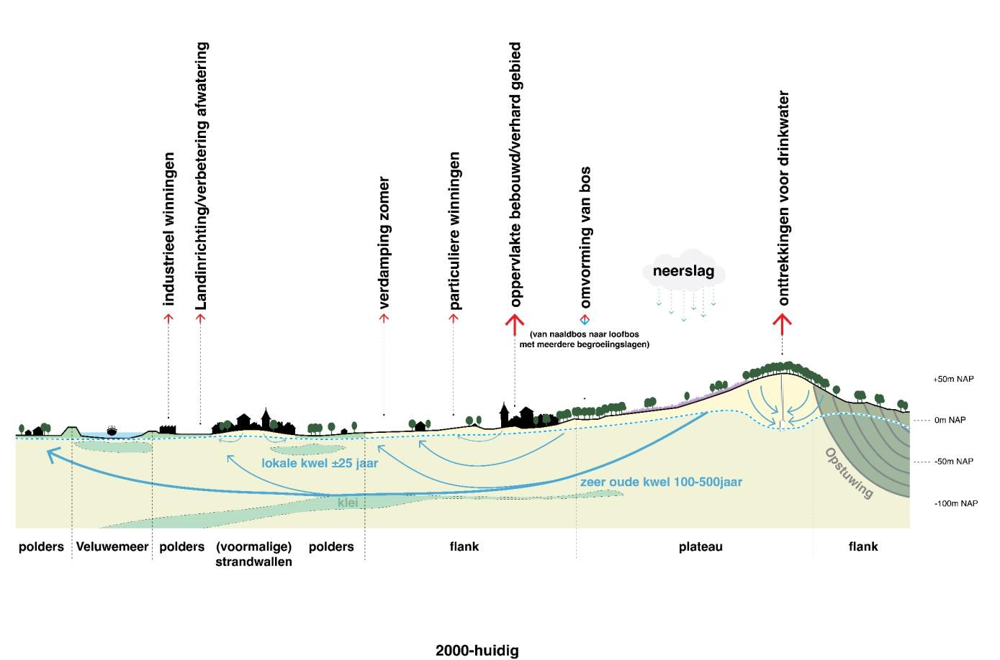 industrieel winningen
Landinrichting/verbetering afwatering
verdamping zomer
particuliere winningen
oppervlakte bebouwd/verhard gebied
omvorming van bos
(van naaldbos naar loofbos
met meerdere begroeiingslagen)
neerslag
onttrekkingen voor drinkwater
+50m NAP
0m NAP
-50m NAP
-100m NAP
Opstuwing
lokale kwel ±25 jaar
zeer oude kwel 100-500jaar
klei
polders
Veluwemeer
polders
(voormalige)
strandwallen
polders
flank
plateau
flank
2000-huidig